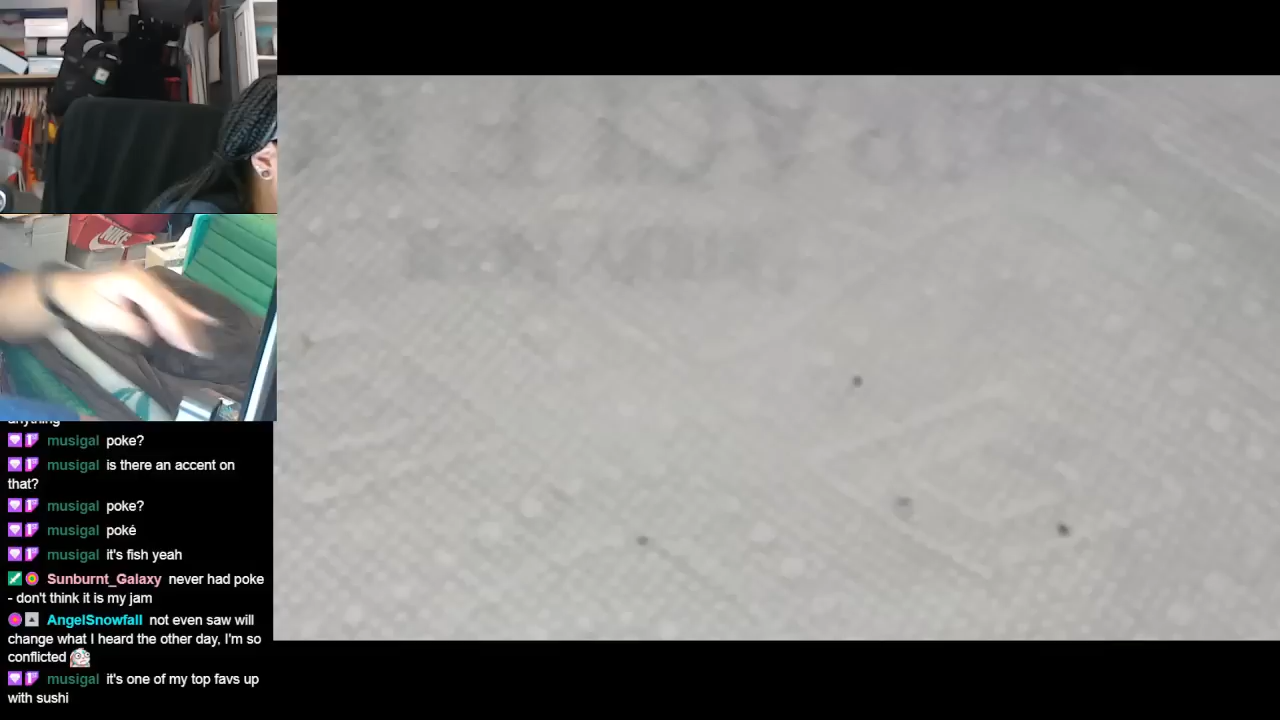 anything
musigal poke?
musigal is there an accent on
that?
musigal poke?
musigal poké
musigal it's fish yeah
Sunburnt_Galaxy never had poke
- don't think it is my jam
AngelSnowfall not even saw will
change what I heard the other day, I'm so
conflicted
musigal it's one of my top favs up
with sushi